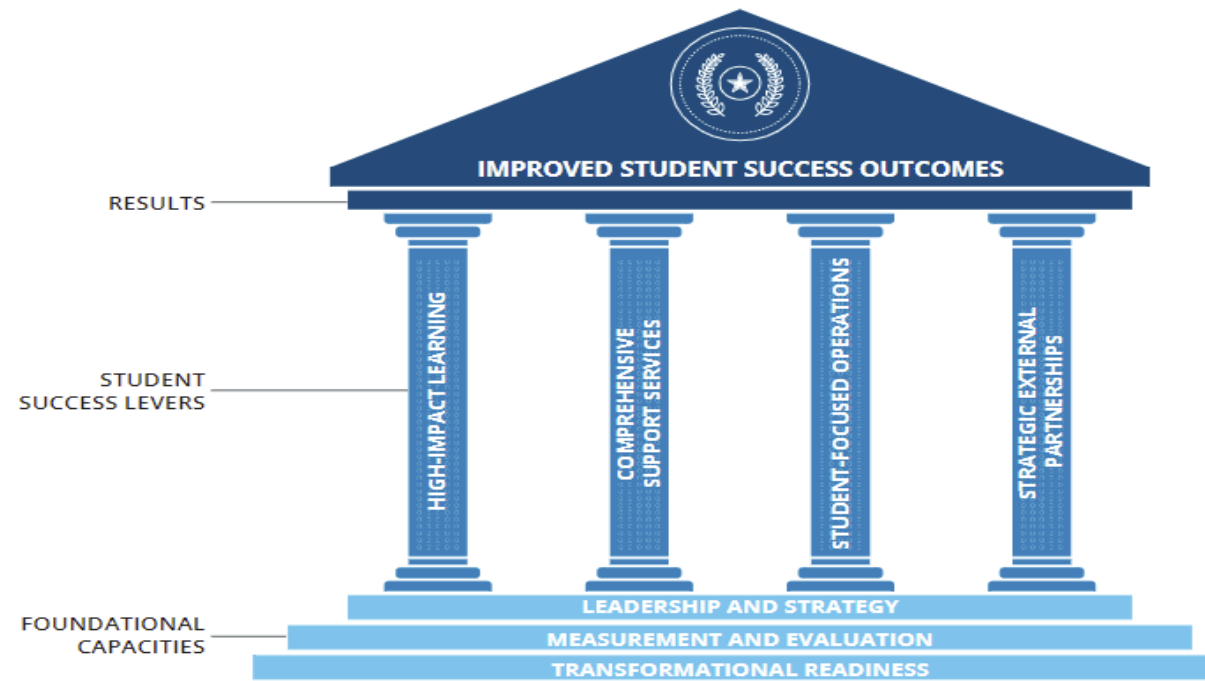 IMPROVED STUDENT SUCCESS OUTCOMES
RESULTS
STUDENT
SUCCESS LEVERS
HIGH-IMPACT LEARNING
COMPREHENSIVE
SUPPORT SERVICES
STUDENT-FOCUSED OPERATIONS
STRATEGIC EXTERNAL
PARTNERSHIPS
FOUNDATIONAL
CAPACITIES
LEADERSHIP AND STRATEGY
MEASUREMENT AND EVALUATION
TRANSFORMATIONAL READINESS